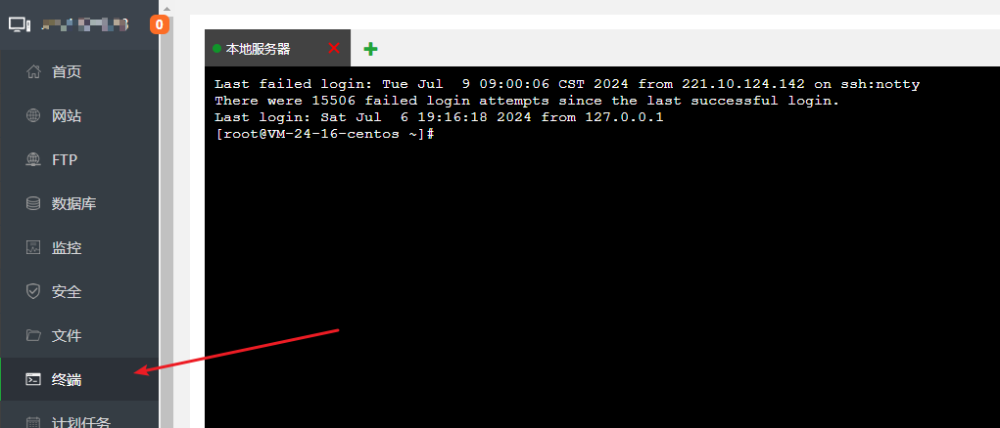 0
首页
网站
FTP
数据库
监控
安全
文件
终端
计划任务
本地服务器
Last failed login: Tue Jul  9 09:00:06 CST 2024 from 221.10.124.142 on ssh:notty
There were 15506 failed login attempts since the last successful login.
Last login: Sat Jul  6 19:16:18 2024 from 127.0.0.1
[root@VM-24-16-centos ~]#